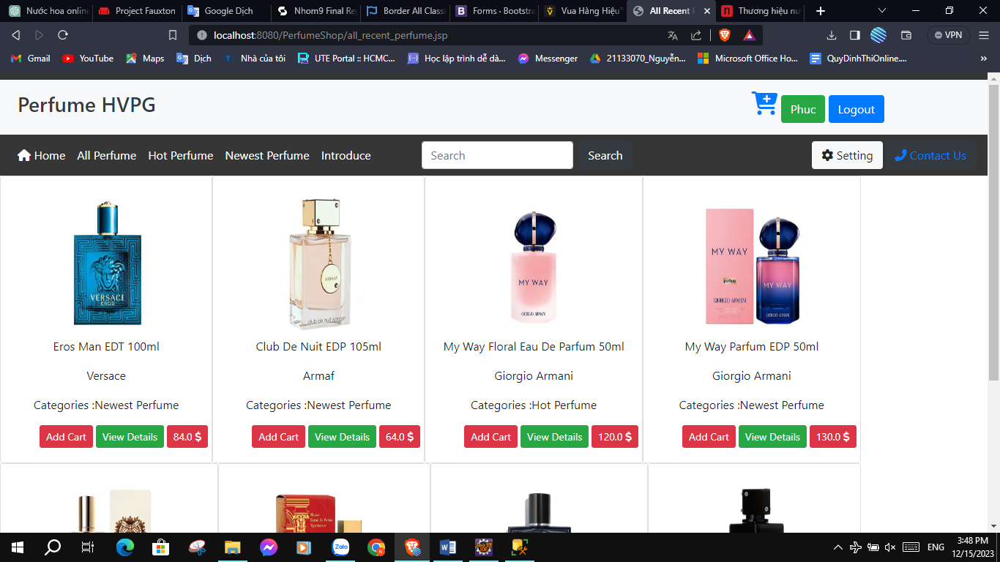 Nước hoa online
Project Fauxton
Google Dịch
Nhom9 Final Re
Border All Class
Forms · Bootstra
Vua Hàng Hiệu
All Recent
Thương hiệu nư
localhost:8080/PerfumeShop/all_recent_perfume.jsp
VPN
Gmail
YouTube
Maps
Dịch
Nhà của tôi
UTE Portal :: HCMC...
Học lập trình dễ dà...
Messenger
21133070_Nguyễn...
Microsoft Office Ho...
QuyDinhThiOnline....
Perfume HVPG
Phuc
Logout
Home
All Perfume
Hot Perfume
Newest Perfume
Introduce
Search
Search
Setting
Contact Us
VERSACE
EROS
ARMAF
club de nuit woman
MY WAY
GIORGIO ARMANI
MY WAY
parfum
GIORGIO ARMANI
MY WAY
GIORGIO ARMANI
Eros Man EDT 100ml
Club De Nuit EDP 105ml
My Way Floral Eau De Parfum 50ml
My Way Parfum EDP 50ml
Versace
Armaf
Giorgio Armani
Giorgio Armani
Categories :Newest Perfume
Categories :Newest Perfume
Categories :Hot Perfume
Categories :Newest Perfume
Add Cart
View Details
84.0 $
Add Cart
View Details
64.0 $
Add Cart
View Details
120.0 $
Add Cart
View Details
130.0 $
Zalo
ENG
3:48 PM
12/15/2023